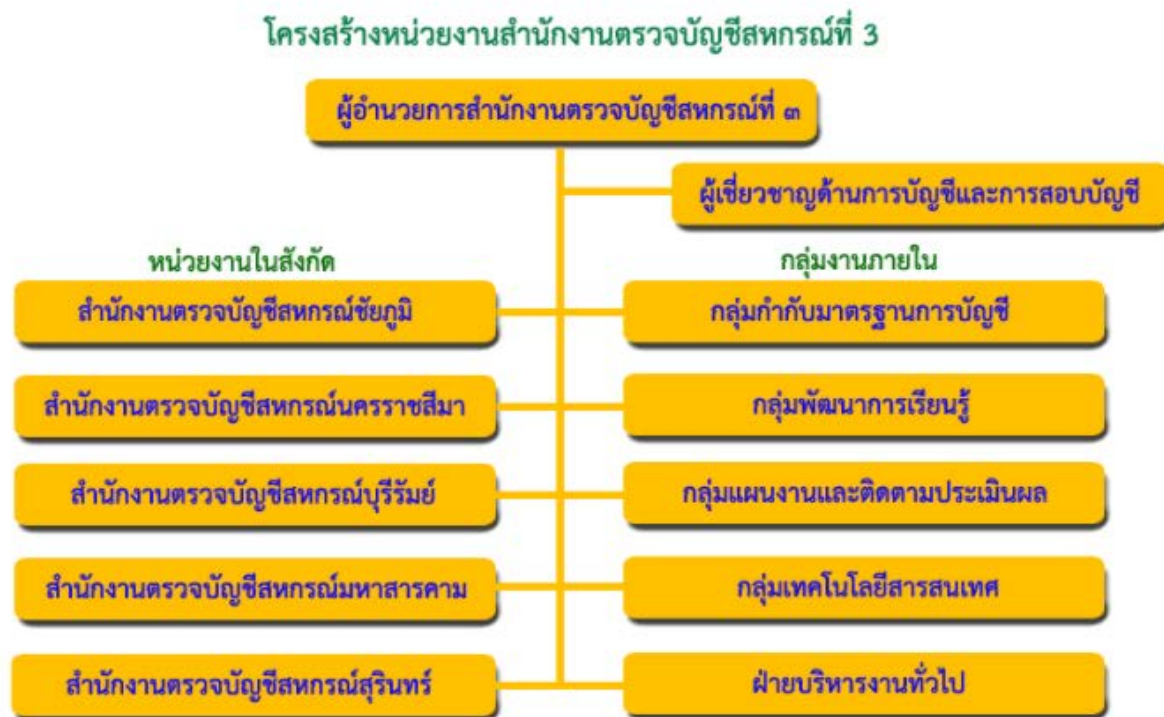 โครงสร้างหน่วยงานสำนักงานตรวจบัญชีสหกรณ์ที่ 3
ผู้อำนวยการสำนักงานตรวจบัญชีสหกรณ์ที่ ๓
ผู้เชี่ยวชาญด้านการบัญชีและการสอบบัญชี
หน่วยงานในสังกัด
สำนักงานตรวจบัญชีสหกรณ์ชัยภูมิ
สำนักงานตรวจบัญชีสหกรณ์นครราชสีมา
สำนักงานตรวจบัญชีสหกรณ์บุรีรัมย์
สำนักงานตรวจบัญชีสหกรณ์มหาสารคาม
สำนักงานตรวจบัญชีสหกรณ์สุรินทร์
กลุ่มงานภายใน
กลุ่มกำกับมาตรฐานการบัญชี
กลุ่มพัฒนาการเรียนรู้
กลุ่มแผนงานและติดตามประเมินผล
กลุ่มเทคโนโลยีสารสนเทศ
ฝ่ายบริหารงานทั่วไป